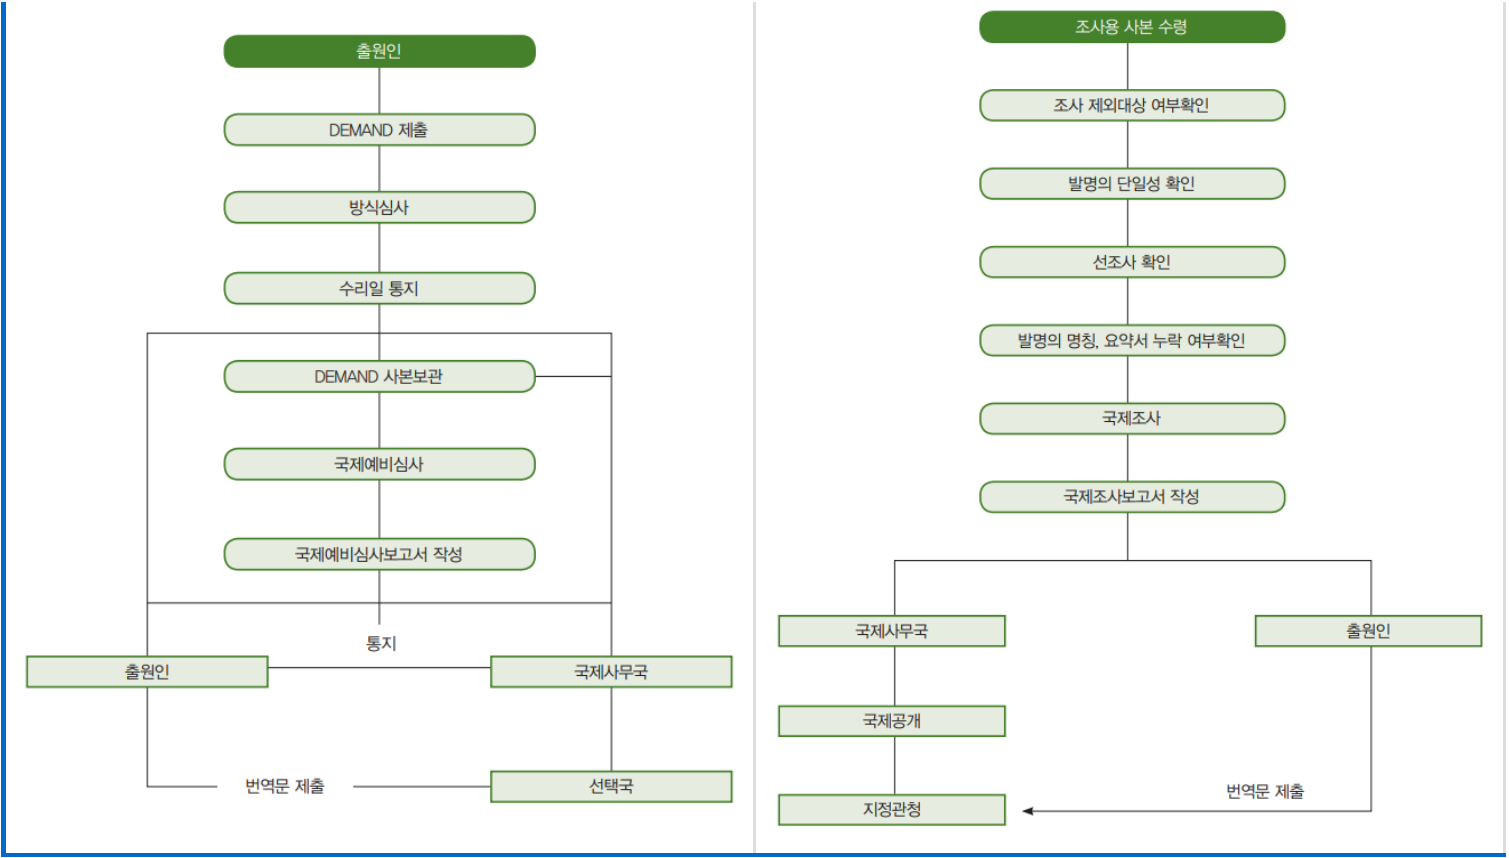 출원인
DEMAND 제출
방식심사
수리일 통지
DEMAND 사본보관
국제예비심사
국제예비심사보고서 작성
통지
출원인
국제사무국
번역문 제출
선택국
조사용 사본 수령
조사 제외대상 여부확인
발명의 단일성 확인
선조사 확인
발명의 명칭, 요약서 누락 여부확인
국제조사
국제조사보고서 작성
국제사무국
출원인
국제공개
번역문 제출
지정관청